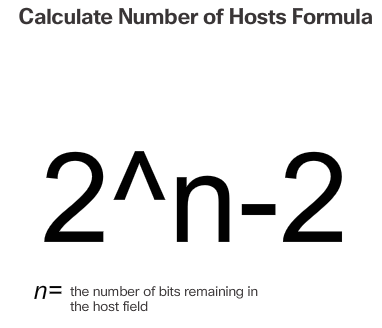 Calculate Number of Hosts Formula
2^n-2
n= the number of bits remaining in
the host field